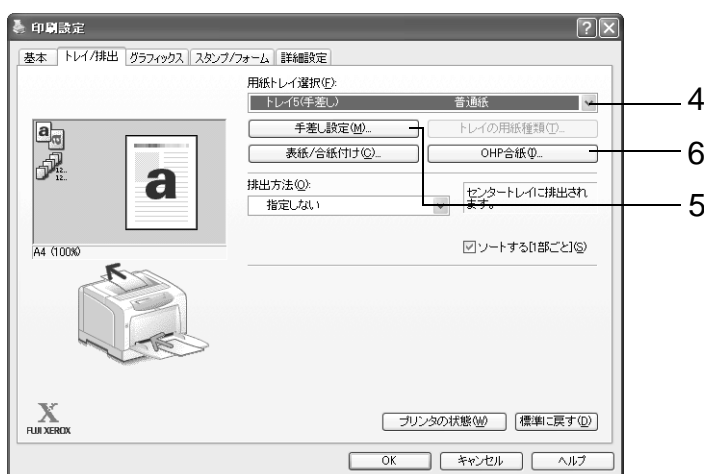 印刷設定
基本 トレイ/排出 グラフィックス スタンプ/フォーム 詳細設定
用紙トレイ選択(F):
トレイ5(手差し) 普通紙
4
手差し設定(M)... トレイの用紙種類(T)...
表紙/合紙付け(C)... OHP合紙(I)...
6
排出方法(O):
指定しない
センタートレイに排出され
ます。
5
a
a
12..
12..
a
A4 (100%)
ソートする[1部ごと](S)
X
FUJI XEROX
プリンタの状態(W) 標準に戻す(D)
OK キャンセル ヘルプ